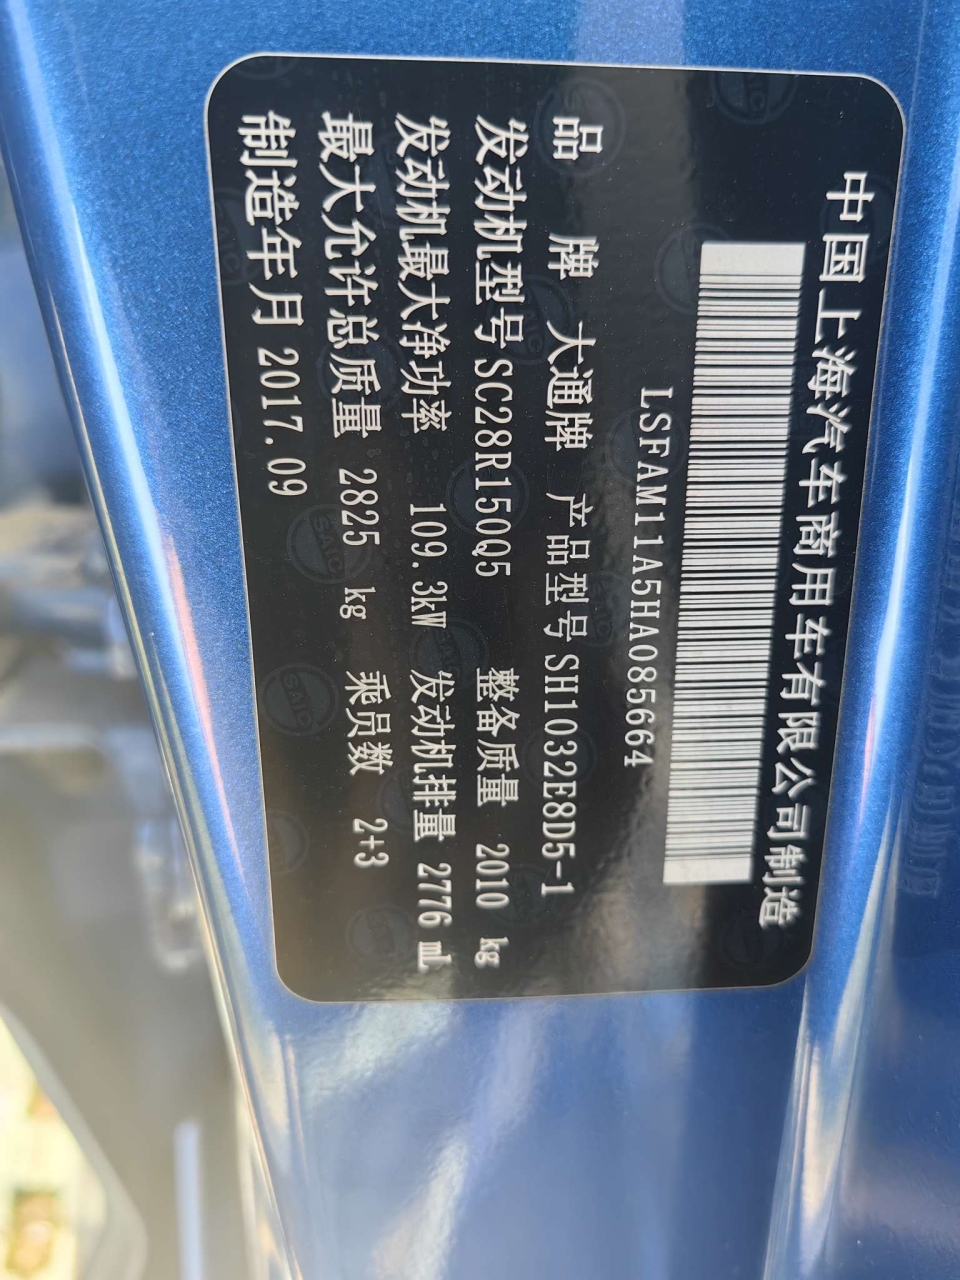 中国上海汽车商用车有限公司制造
LSFAM11A5HA085664
品 牌 大通牌 产品型号 SH1032E8D5-1
发动机型号 SC28R150Q5 整备质量 2010 kg
发动机最大净功率 109.3kW 发动机排量 2776 mL
最大允许总质量 2825 kg 乘员数 2+3
制造年月 2017.09
SAIC
SAIC
SAIC